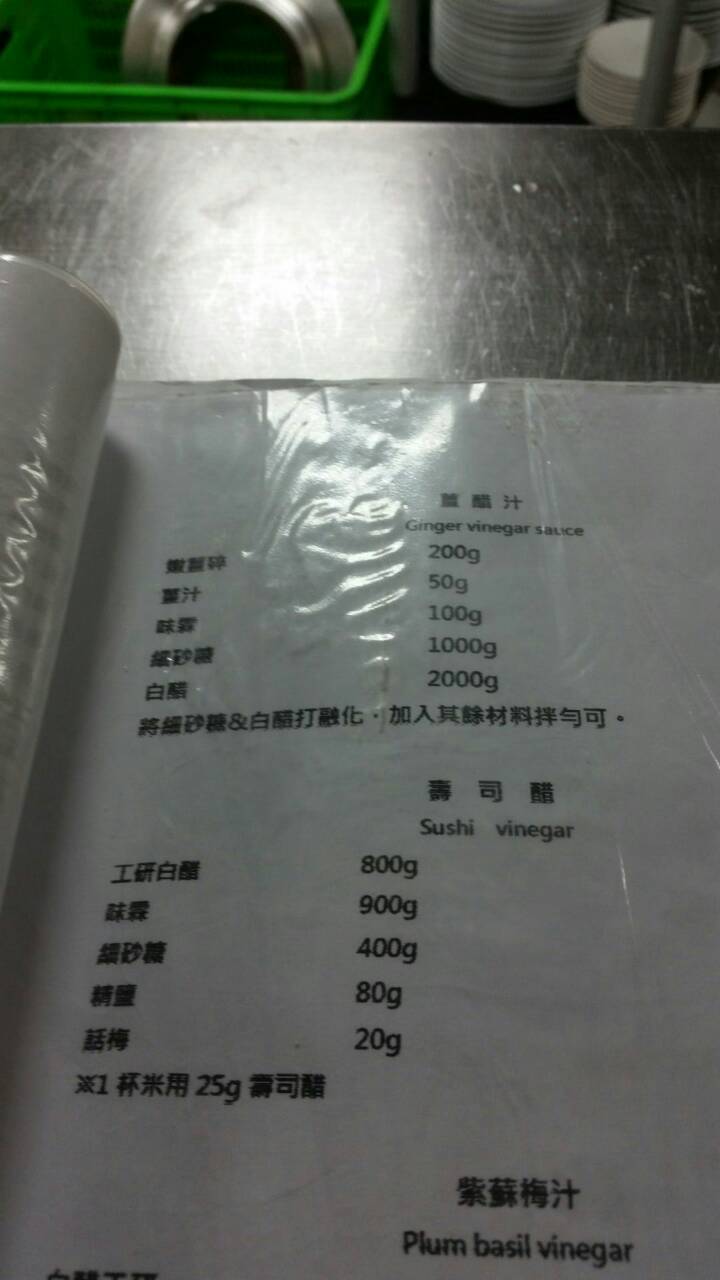 薑醋汁
Ginger vinegar sauce
嫩薑碎 200g
薑汁 50g
味霖 100g
細砂糖 1000g
白醋 2000g
將細砂糖&白醋打融化，加入其餘材料拌勻可。
壽司醋
Sushi vinegar
工研白醋 800g
味霖 900g
細砂糖 400g
精鹽 80g
話梅 20g
※1 杯米用 25g 壽司醋
紫蘇梅汁
Plum basil vinegar
白醋工研